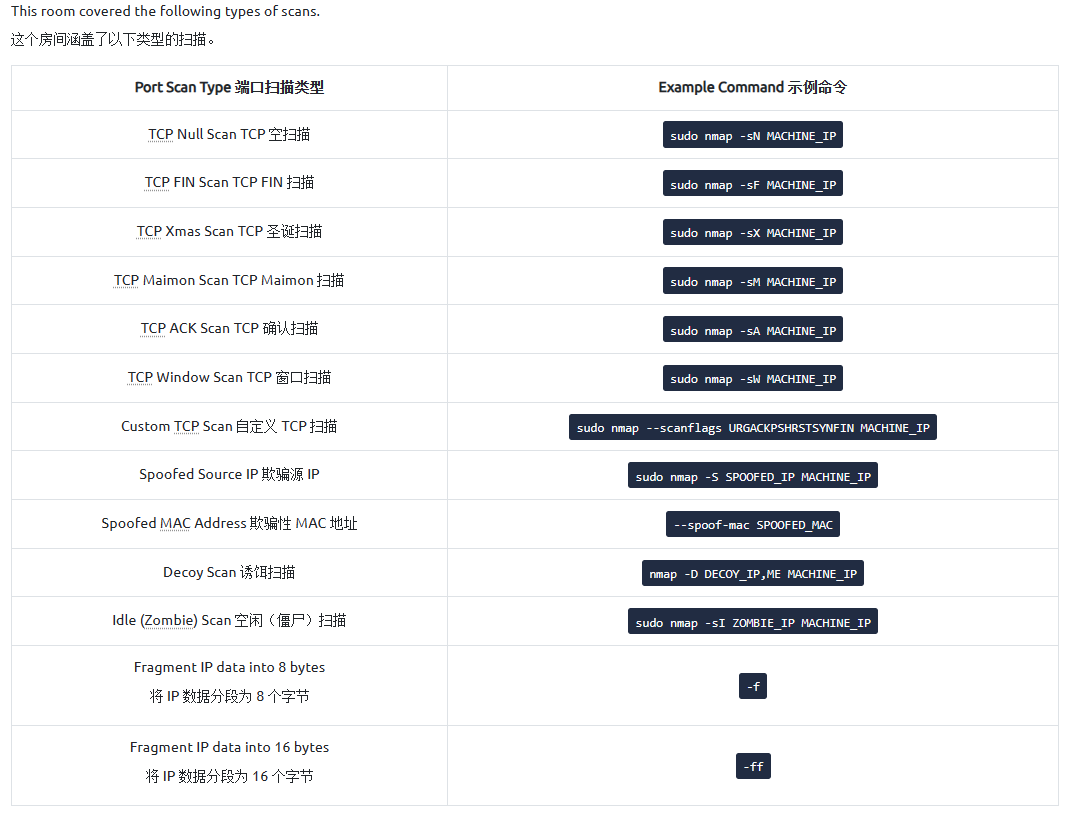 This room covered the following types of scans.
这个房间涵盖了以下类型的扫描。
Port Scan Type 端口扫描类型 Example Command 示例命令
TCP Null Scan TCP 空扫描 sudo nmap -sN MACHINE_IP
TCP FIN Scan TCP FIN 扫描 sudo nmap -sF MACHINE_IP
TCP Xmas Scan TCP 圣诞扫描 sudo nmap -sX MACHINE_IP
TCP Maimon Scan TCP Maimon 扫描 sudo nmap -sM MACHINE_IP
TCP ACK Scan TCP 确认扫描 sudo nmap -sA MACHINE_IP
TCP Window Scan TCP 窗口扫描 sudo nmap -sW MACHINE_IP
Custom TCP Scan 自定义 TCP 扫描 sudo nmap --scanflags URGACKPSHRSTSYNFIN MACHINE_IP
Spoofed Source IP 欺骗源 IP sudo nmap -S SPOOFED_IP MACHINE_IP
Spoofed MAC Address 欺骗性 MAC 地址 --spoof-mac SPOOFED_MAC
Decoy Scan 诱饵扫描 nmap -D DECOY_IP,ME MACHINE_IP
Idle (Zombie) Scan 空闲（僵尸）扫描 sudo nmap -sI ZOMBIE_IP MACHINE_IP
Fragment IP data into 8 bytes
将 IP 数据分段为 8 个字节
-f
Fragment IP data into 16 bytes
将 IP 数据分段为 16 个字节
-ff